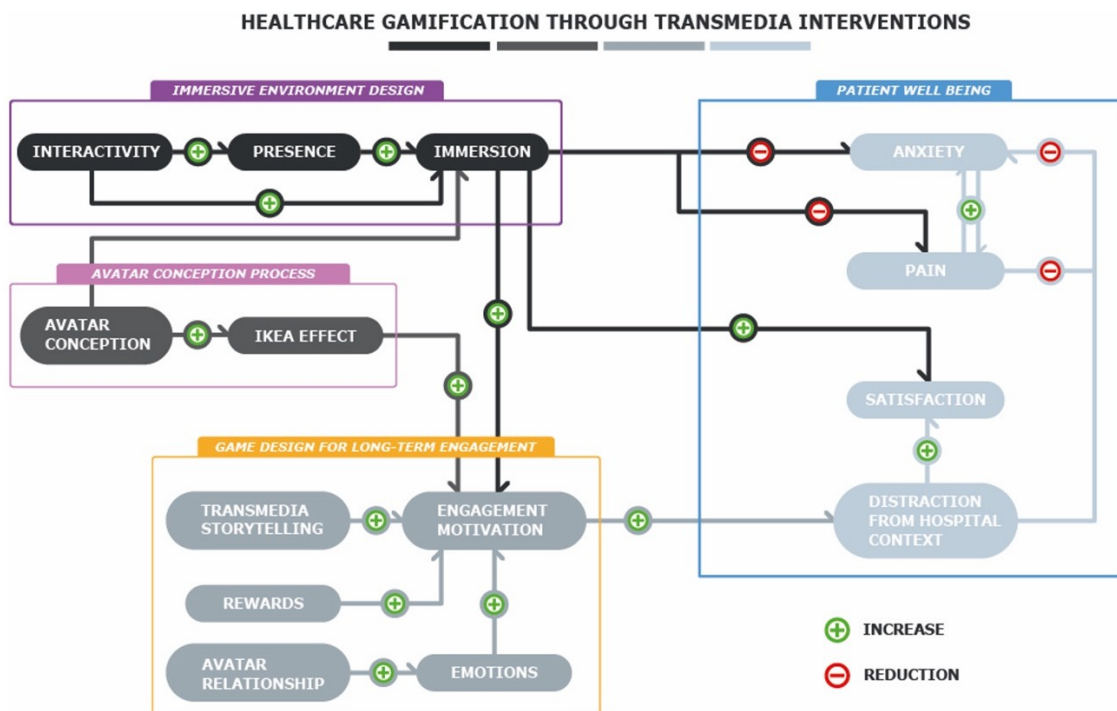 HEALTHCARE GAMIFICATION THROUGH TRANSMEDIA INTERVENTIONS
IMMERSIVE ENVIRONMENT DESIGN
INTERACTIVITY
PRESENCE
IMMERSION
AVATAR CONCEPTION PROCESS
AVATAR
CONCEPTION
IKEA EFFECT
GAME DESIGN FOR LONG-TERM ENGAGEMENT
TRANSMEDIA
STORYTELLING
ENGAGEMENT
MOTIVATION
REWARDS
AVATAR
RELATIONSHIP
EMOTIONS
PATIENT WELL BEING
ANXIETY
PAIN
SATISFACTION
DISTRACTION
FROM HOSPITAL
CONTEXT
INCREASE
REDUCTION